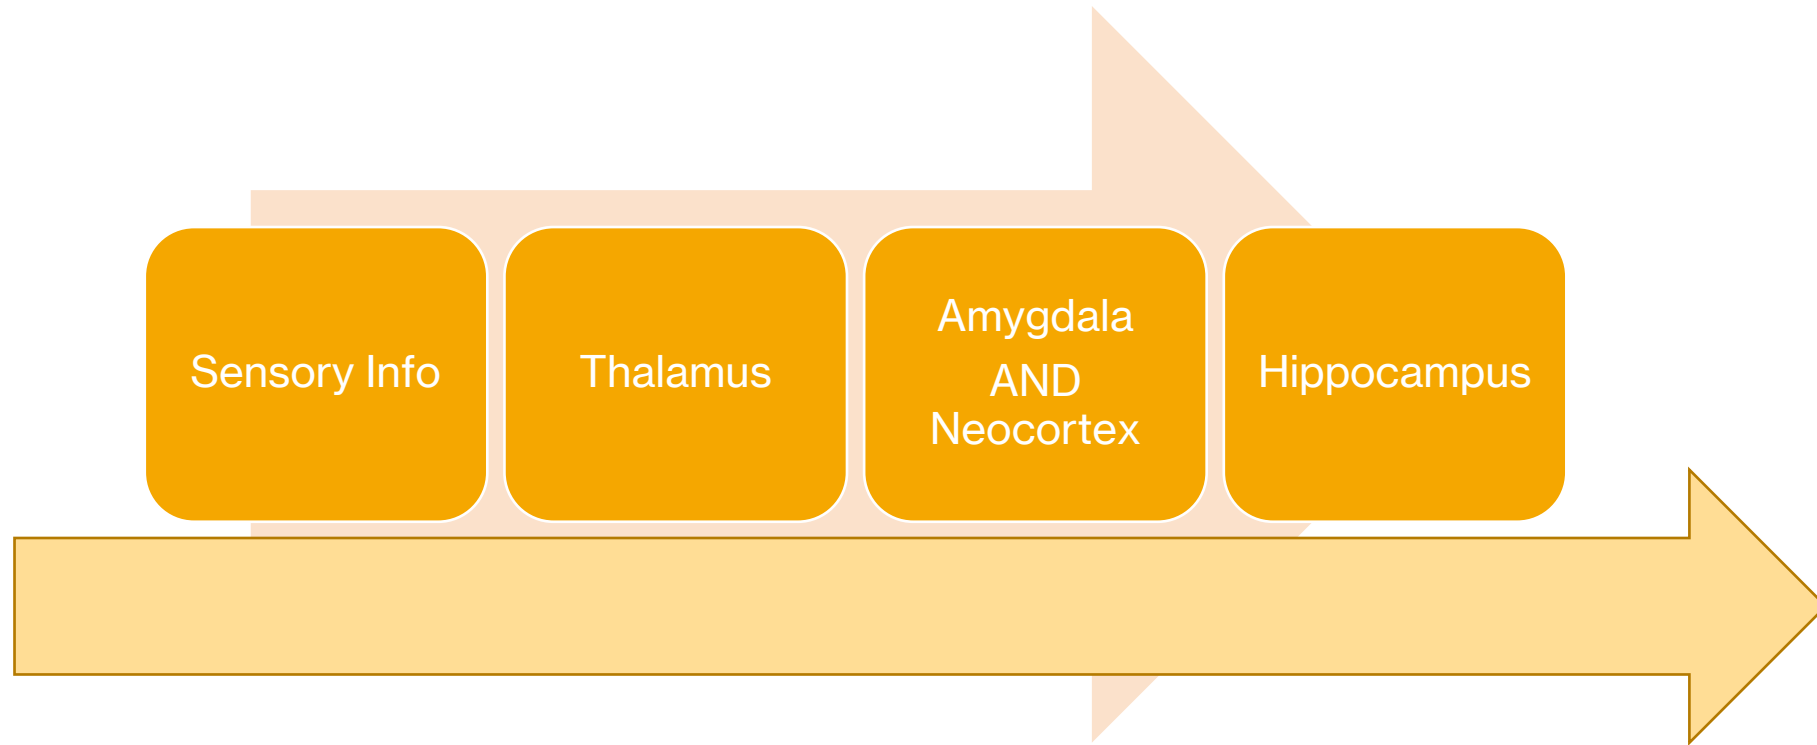 Sensory Info
Thalamus
Amygdala
AND
Neocortex
Hippocampus